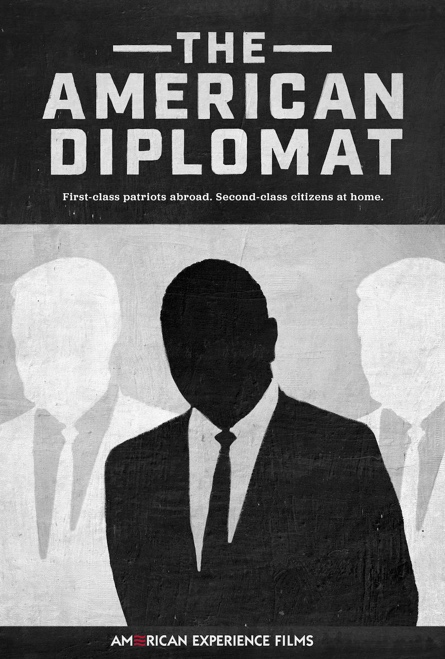 THE
AMERICAN
DIPLOMAT
First-class patriots abroad. Second-class citizens at home.
AMERICAN EXPERIENCE FILMS